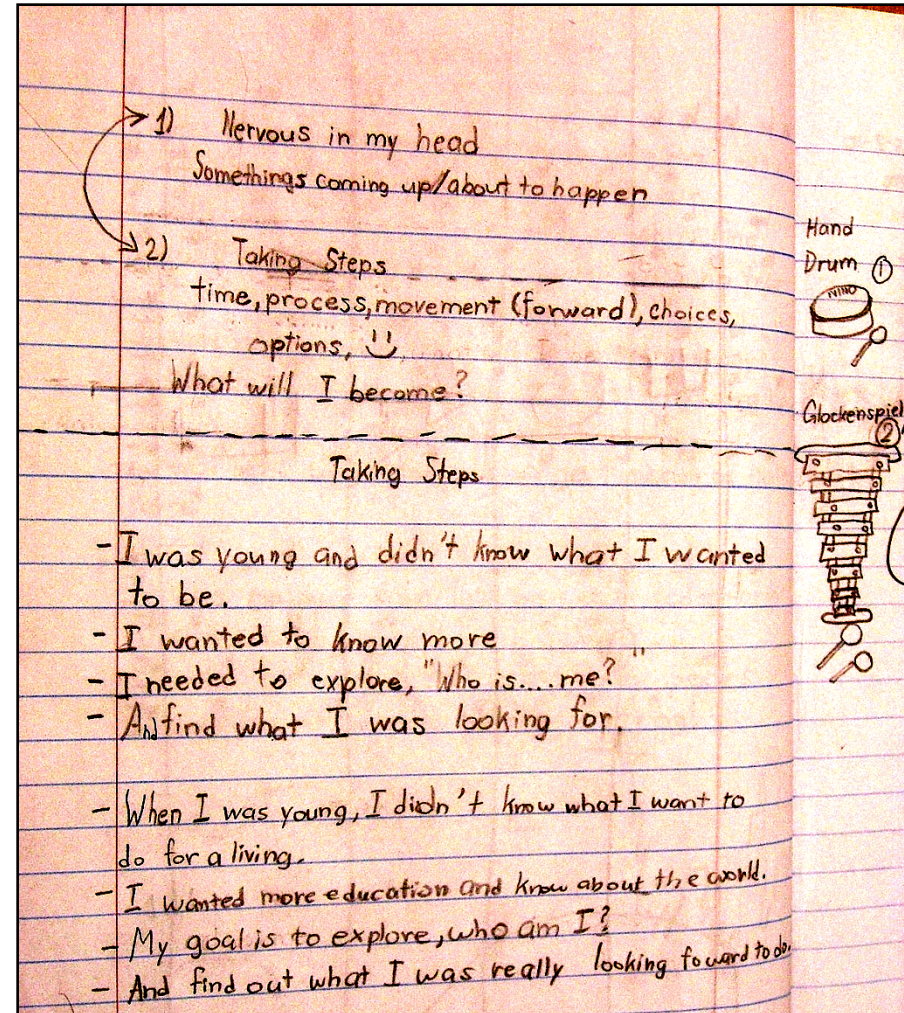 1) Nervous in my head
Somethings coming up/about to happen
2) Taking Steps
time, process, movement (forward), choices,
options,
What will I become?
Taking Steps
- I was young and didn't know what I wanted
to be.
- I wanted to know more
- I needed to explore, "Who is....me?"
- And find what I was looking for.
- When I was young, I didn't know what I want to
do for a living.
- I wanted more education and know about the world.
- My goal is to explore, who am I?
- And find out what I was really looking foward to do.
Hand
Drum 1
NINO
Glockenspiel
2